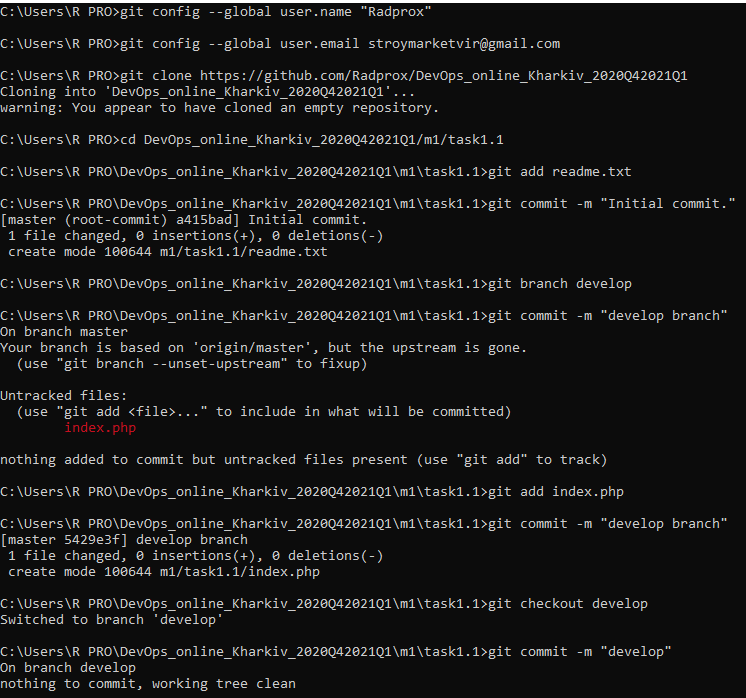 C:\Users\R PRO>git config --global user.name "Radprox"
C:\Users\R PRO>git config --global user.email stroymarketvir@gmail.com
C:\Users\R PRO>git clone https://github.com/Radprox/DevOps_online_Kharkiv_2020Q42021Q1
Cloning into 'DevOps_online_Kharkiv_2020Q42021Q1'...
warning: You appear to have cloned an empty repository.
C:\Users\R PRO>cd DevOps_online_Kharkiv_2020Q42021Q1/m1/task1.1
C:\Users\R PRO\DevOps_online_Kharkiv_2020Q42021Q1\m1\task1.1>git add readme.txt
C:\Users\R PRO\DevOps_online_Kharkiv_2020Q42021Q1\m1\task1.1>git commit -m "Initial commit."
[master (root-commit) a415bad] Initial commit.
 1 file changed, 0 insertions(+), 0 deletions(-)
 create mode 100644 m1/task1.1/readme.txt
C:\Users\R PRO\DevOps_online_Kharkiv_2020Q42021Q1\m1\task1.1>git branch develop
C:\Users\R PRO\DevOps_online_Kharkiv_2020Q42021Q1\m1\task1.1>git commit -m "develop branch"
On branch master
Your branch is based on 'origin/master', but the upstream is gone.
  (use "git branch --unset-upstream" to fixup)
Untracked files:
  (use "git add <file>..." to include in what will be committed)
        index.php
nothing added to commit but untracked files present (use "git add" to track)
C:\Users\R PRO\DevOps_online_Kharkiv_2020Q42021Q1\m1\task1.1>git add index.php
C:\Users\R PRO\DevOps_online_Kharkiv_2020Q42021Q1\m1\task1.1>git commit -m "develop branch"
[master 5429e3f] develop branch
 1 file changed, 0 insertions(+), 0 deletions(-)
 create mode 100644 m1/task1.1/index.php
C:\Users\R PRO\DevOps_online_Kharkiv_2020Q42021Q1\m1\task1.1>git checkout develop
Switched to branch 'develop'
C:\Users\R PRO\DevOps_online_Kharkiv_2020Q42021Q1\m1\task1.1>git commit -m "develop"
On branch develop
nothing to commit, working tree clean